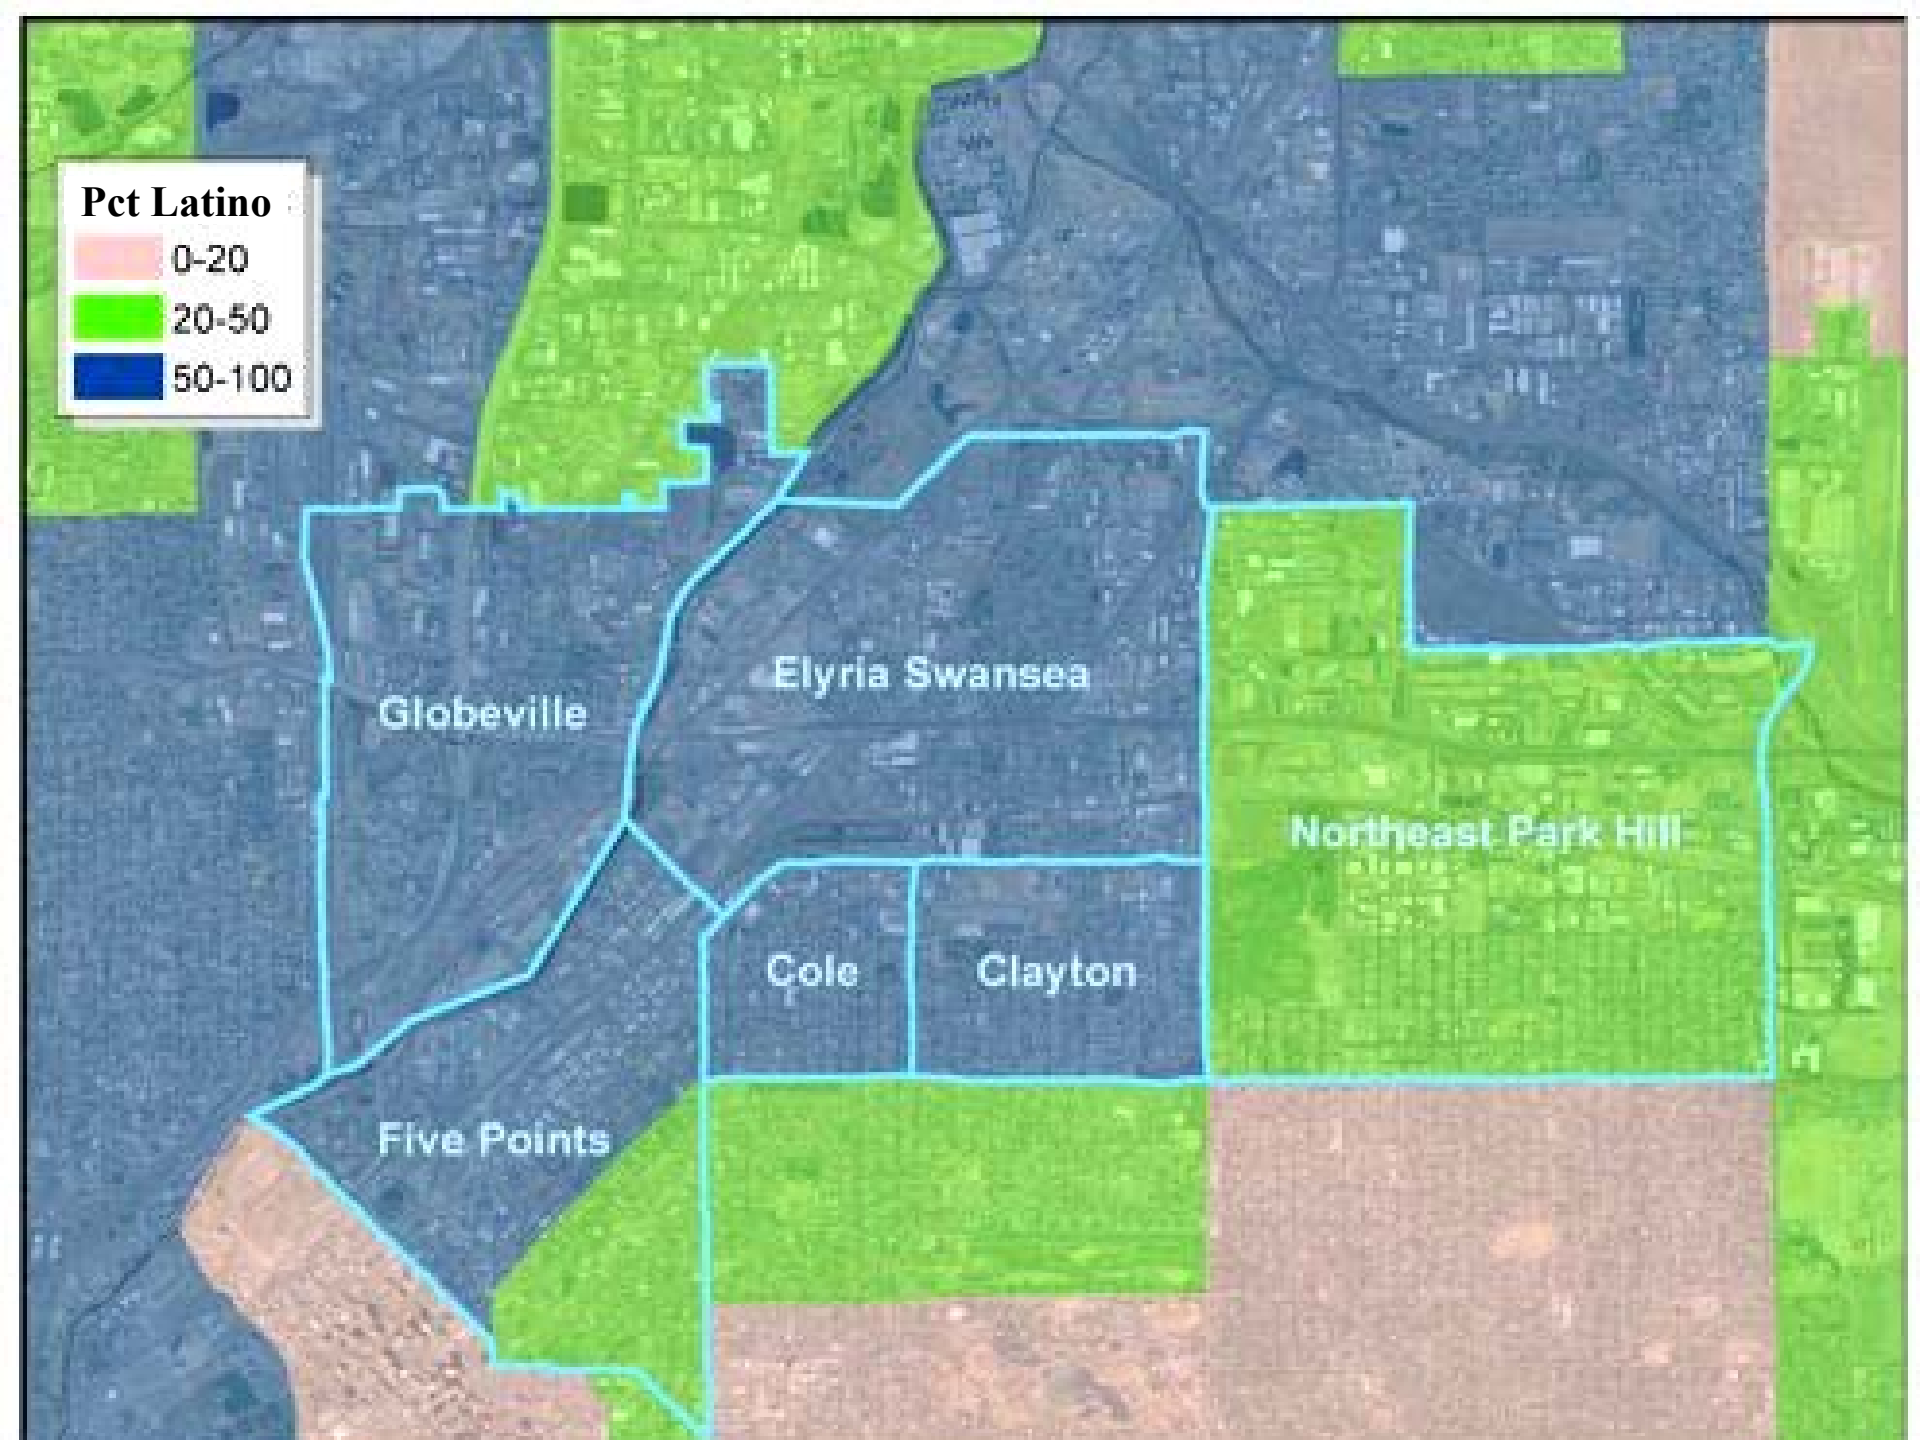 Pct Latino
0-20
20-50
50-100
Elyria Swansea
Globeville
Northeast Park Hill
Cole
Clayton
Five Points